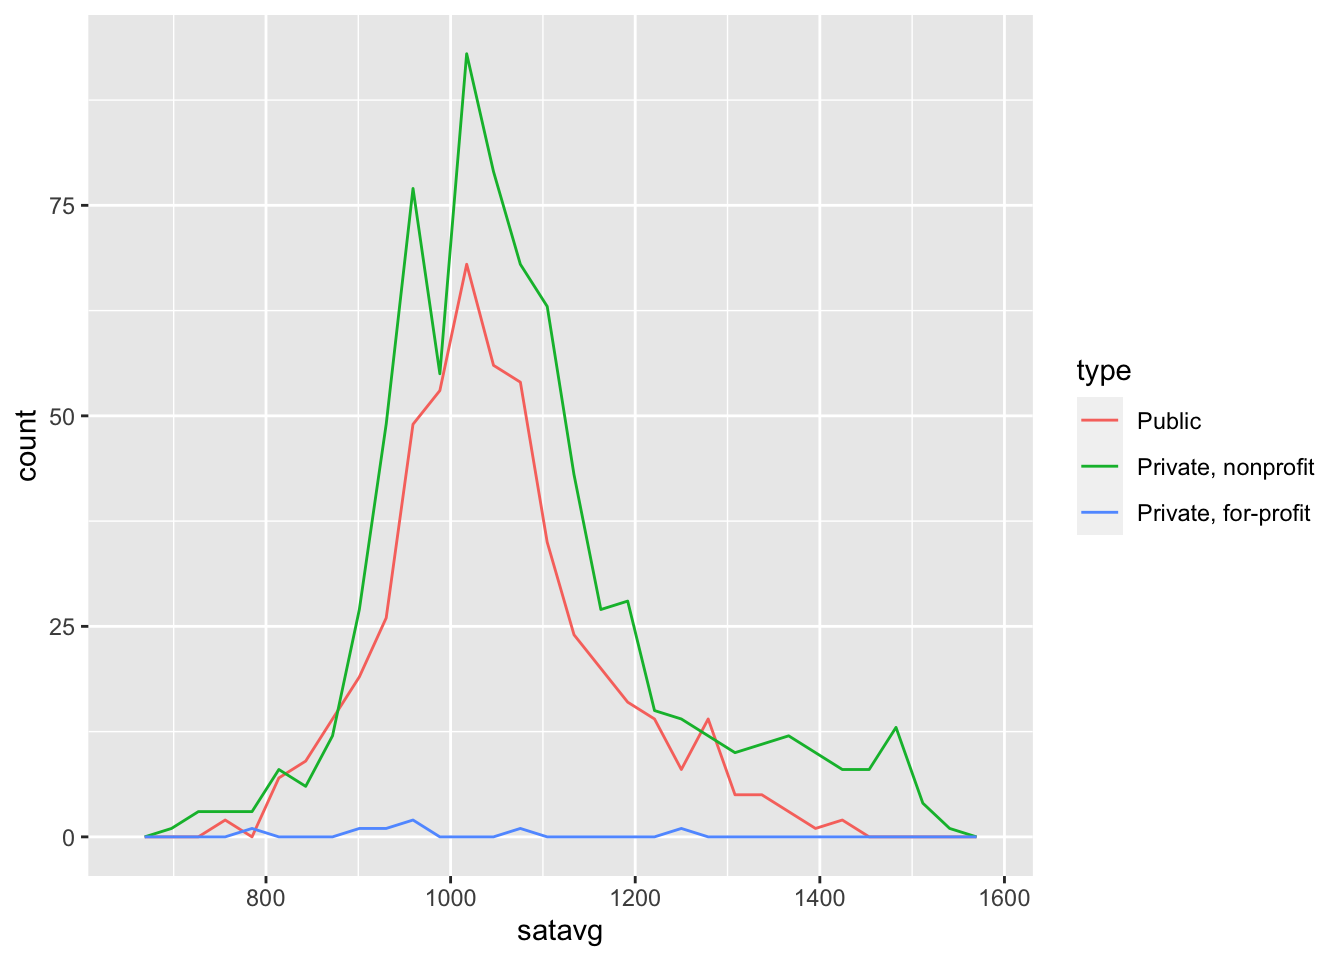 count
75
50
25
0
800
1000
1200
1400
1600
satavg
type
Public
Private, nonprofit
Private, for-profit